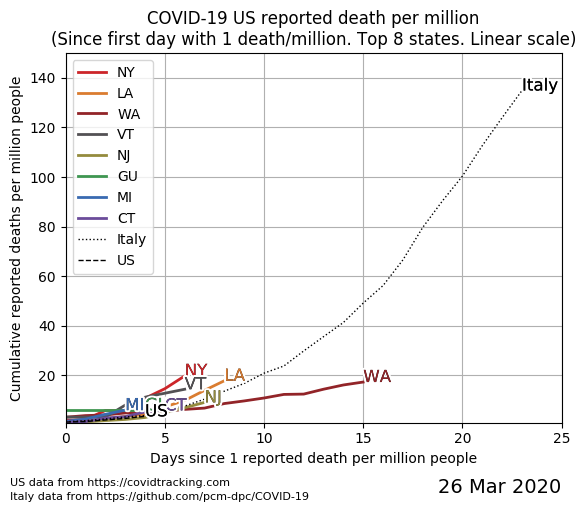 COVID-19 US reported death per million
(Since first day with 1 death/million. Top 8 states. Linear scale)
Cumulative reported deaths per million people
140
120
100
80
60
40
20
NY
LA
WA
VT
NJ
GU
MI
CT
Italy
US
Italy
NY
LA
WA
VT
NJ
MI
GU
CT
US
0
5
10
15
20
25
Days since 1 reported death per million people
US data from https://covidtracking.com
Italy data from https://github.com/pcm-dpc/COVID-19
26 Mar 2020